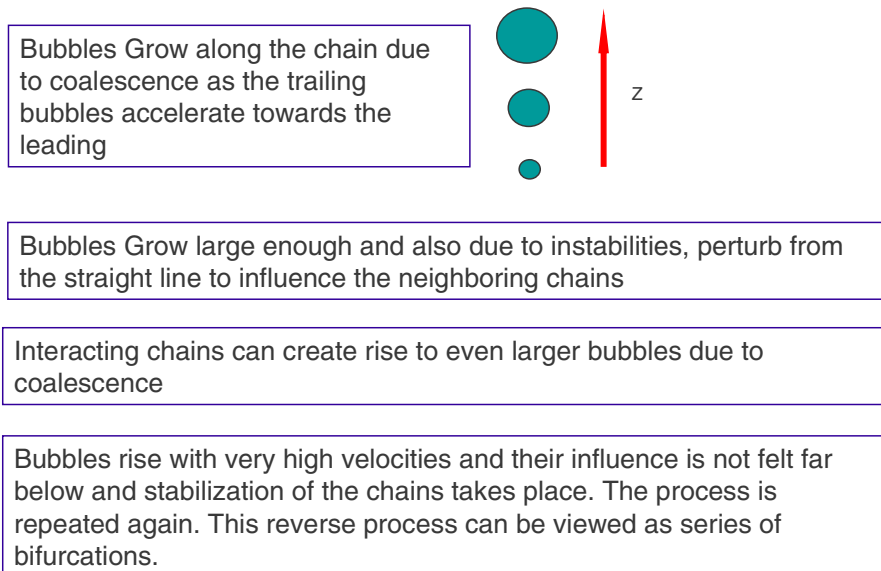 Bubbles Grow along the chain due
to coalescence as the trailing
bubbles accelerate towards the
leading
z
Bubbles Grow large enough and also due to instabilities, perturb from
the straight line to influence the neighboring chains
Interacting chains can create rise to even larger bubbles due to
coalescence
Bubbles rise with very high velocities and their influence is not felt far
below and stabilization of the chains takes place. The process is
repeated again. This reverse process can be viewed as series of
bifurcations.